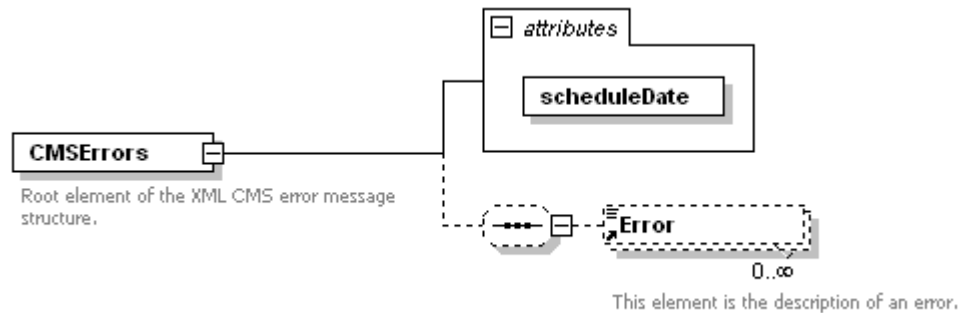 attributes
scheduleDate
CMSErrors
Root element of the XML CMS error message
structure.
Error
0..∞
This element is the description of an error.